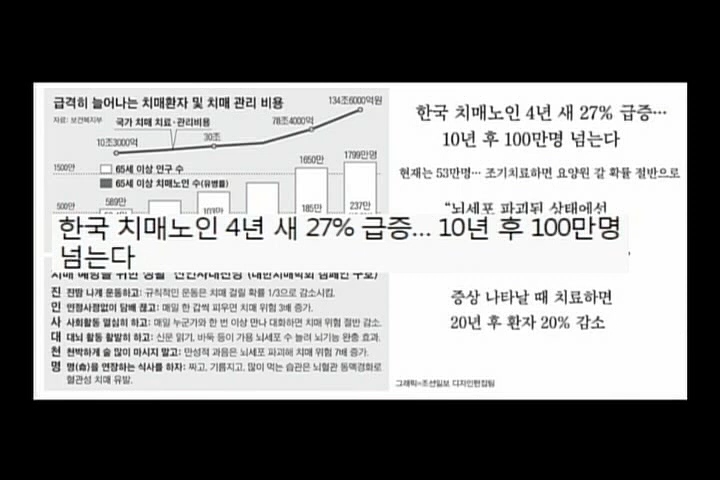 급격히 늘어나는 치매환자 및 치매 관리 비용
자료: 보건복지부
134조6000억원
국가 치매 치료·관리비용
78조4000억
10조3000억
30조
1500만
65세 이상 인구 수
65세 이상 치매노인 수(유병률)
1650만
1799만명
500만
589만
185만
237만
한국 치매노인 4년 새 27% 급증...
10년 후 100만명 넘는다
현재는 53만명... 조기치료하면 요양원 갈 확률 절반으로
"뇌세포 파괴된 상태에선
한국 치매노인 4년 새 27% 급증... 10년 후 100만명
넘는다
진 진땀 나게 운동하고: 규칙적인 운동은 치매 걸릴 확률 1/3으로 감소시킴.
인 인정사정없이 담배 끊고: 매일 한 갑씩 피우면 치매 위험 3배 증가.
사 사회활동 열심히 하고: 매일 누군가와 한 번 이상 만나 대화하면 치매 위험 절반 감소.
대 대뇌 활동 활발히 하고: 신문 읽기, 바둑 등이 가용 뇌세포 수 늘려 뇌기능 완충 효과.
천 천박하게 술 많이 마시지 말고: 만성적 과음은 뇌세포 파괴해 치매 위험 7배 증가.
명 명(命)을 연장하는 식사를 하자: 짜고, 기름지고, 많이 먹는 습관은 뇌혈관 동맥경화로
혈관성 치매 유발.
증상 나타날 때 치료하면
20년 후 환자 20% 감소
그래픽=조선일보 디자인편집팀